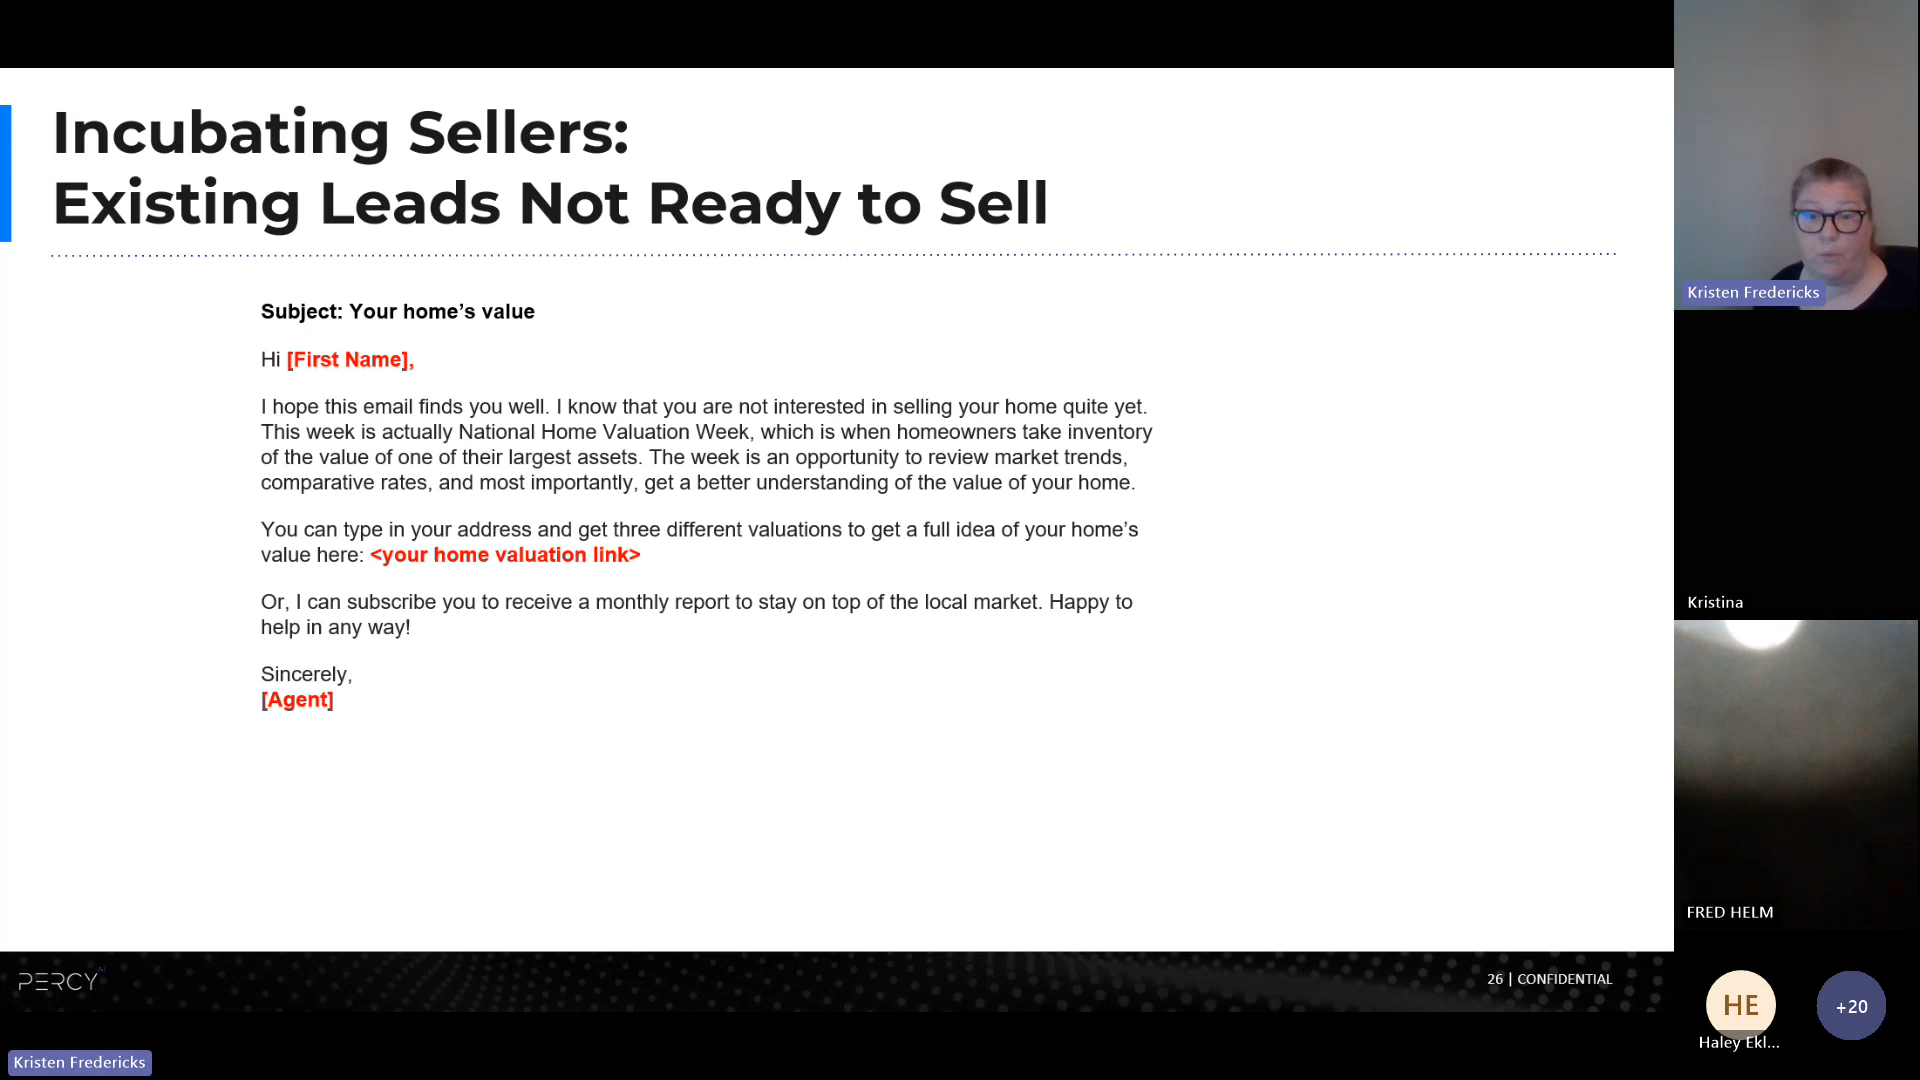 Incubating Sellers:
Existing Leads Not Ready to Sell
Subject: Your home’s value
Hi [First Name],
I hope this email finds you well. I know that you are not interested in selling your home quite yet.
This week is actually National Home Valuation Week, which is when homeowners take inventory
of the value of one of their largest assets. The week is an opportunity to review market trends,
comparative rates, and most importantly, get a better understanding of the value of your home.
You can type in your address and get three different valuations to get a full idea of your home’s
value here: <your home valuation link>
Or, I can subscribe you to receive a monthly report to stay on top of the local market. Happy to
help in any way!
Sincerely,
[Agent]
PERCY AI
26 | CONFIDENTIAL
Kristen Fredericks
Kristen Fredericks
Kristina
FRED HELM
HE
Haley Ekl...
+20